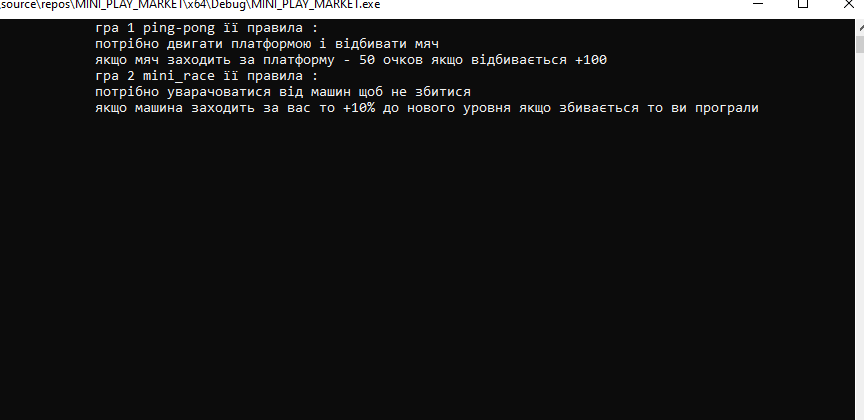 source\repos\MINI_PLAY_MARKET\x64\Debug\MINI_PLAY_MARKET.exe
гра 1 ping-pong її правила :
потрібно двигати платформою і відбивати мяч
якщо мяч заходить за платформу - 50 очков якщо відбивається +100
гра 2 mini_race її правила :
потрібно уварачоватися від машин щоб не збитися
якщо машина заходить за вас то +10% до нового уровня якщо збивається то ви програли